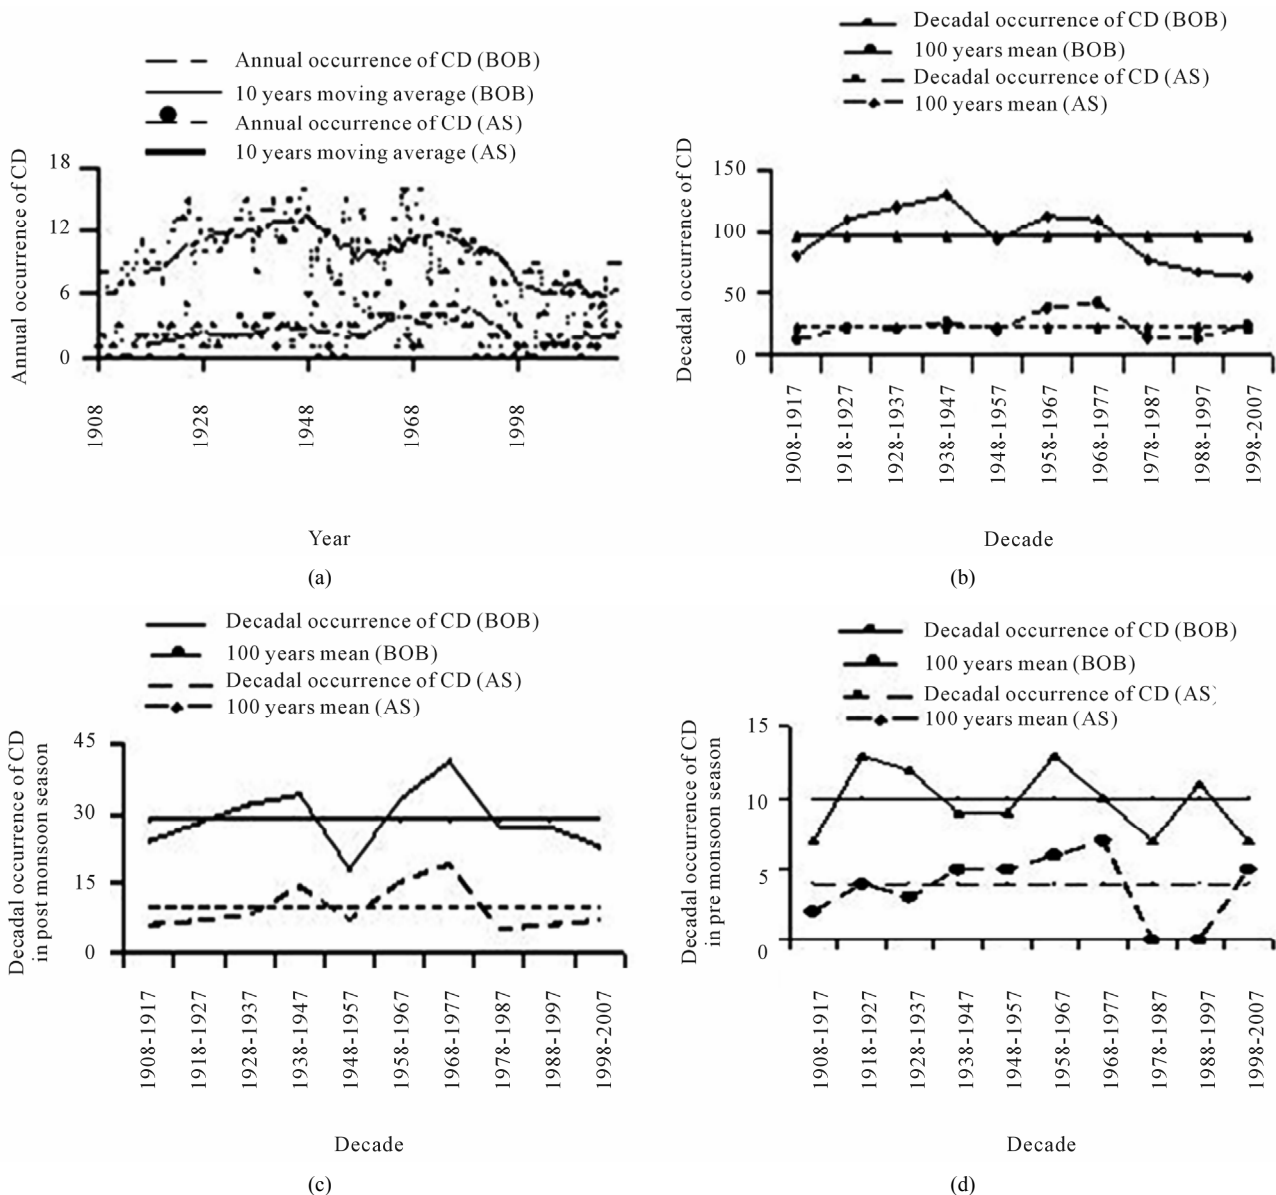 Annual occurrence of CD (BOB)
10 years moving average (BOB)
Annual occurrence of CD (AS)
10 years moving average (AS)
Annual occurrence of CD
18
12
6
0
1908
1928
1948
1968
1998
Year
(a)
Decadal occurrence of CD (BOB)
100 years mean (BOB)
Decadal occurrence of CD (AS)
100 years mean (AS)
Decadal occurrence of CD
150
100
50
0
1908-1917
1918-1927
1928-1937
1938-1947
1948-1957
1958-1967
1968-1977
1978-1987
1988-1997
1998-2007
Decade
(b)
Decadal occurrence of CD (BOB)
100 years mean (BOB)
Decadal occurrence of CD (AS)
100 years mean (AS)
Decadal occurrence of CD
in post monsoon season
45
30
15
0
1908-1917
1918-1927
1928-1937
1938-1947
1948-1957
1958-1967
1968-1977
1978-1987
1988-1997
1998-2007
Decade
(c)
Decadal occurrence of CD (BOB)
100 years mean (BOB)
Decadal occurrence of CD (AS)
100 years mean (AS)
Decadal occurrence of CD
in pre monsoon season
15
10
5
0
1908-1917
1918-1927
1928-1937
1938-1947
1948-1957
1958-1967
1968-1977
1978-1987
1988-1997
1998-2007
Decade
(d)